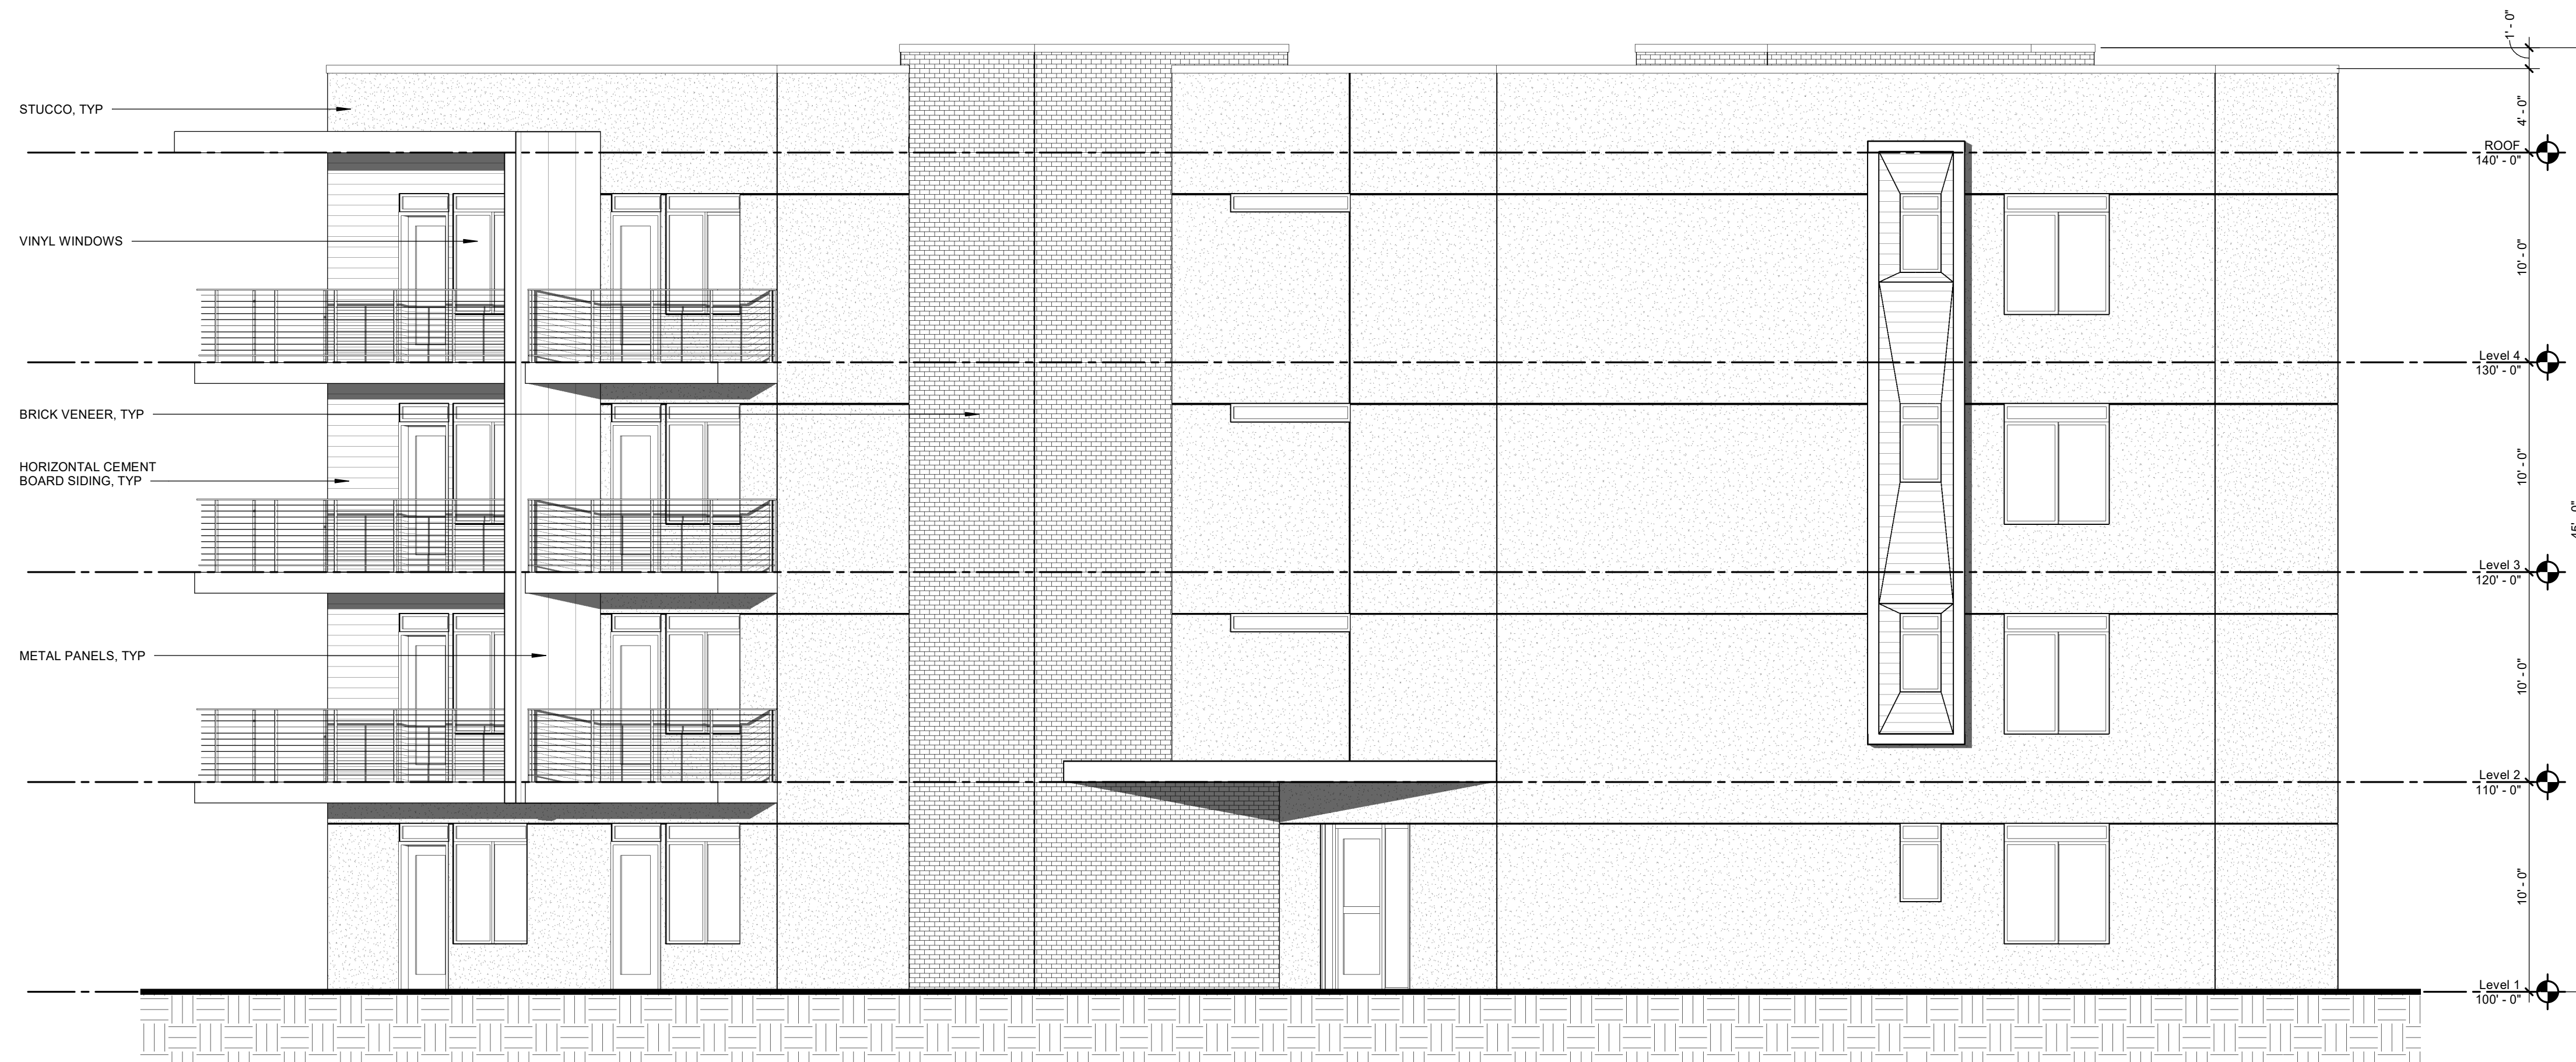 1' - 0"
STUCCO, TYP
4' - 0"
ROOF
140' - 0"
VINYL WINDOWS
10' - 0"
Level 4
130' - 0"
BRICK VENEER, TYP
HORIZONTAL CEMENT
BOARD SIDING, TYP
10' - 0"
45' - 0"
Level 3
120' - 0"
METAL PANELS, TYP
10' - 0"
Level 2
110' - 0"
10' - 0"
Level 1
100' - 0"